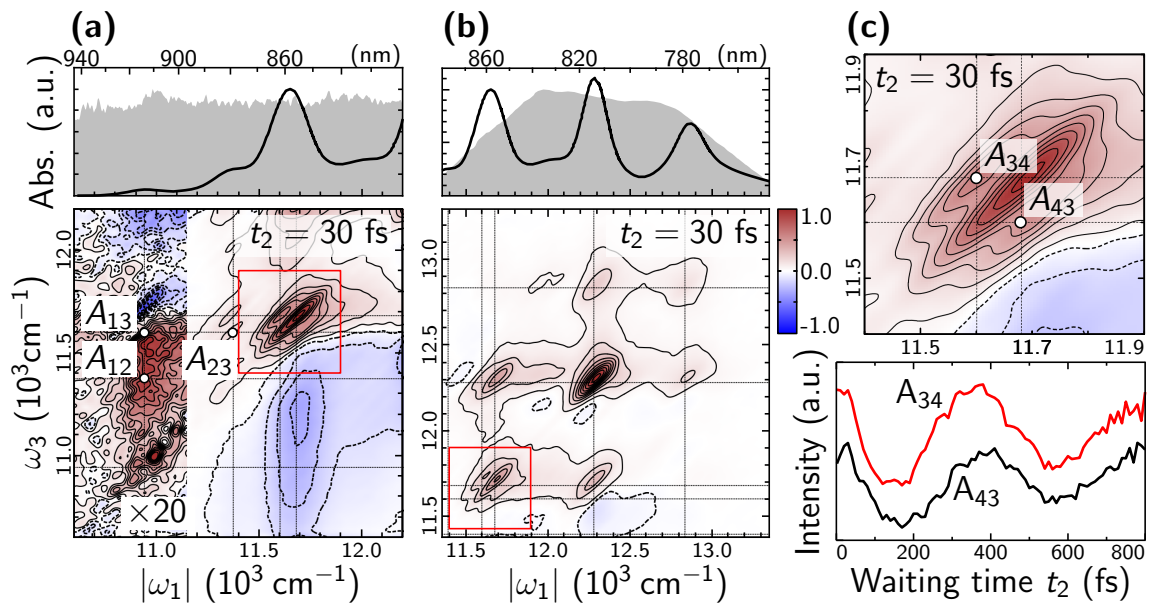 (a)
940 900 860 (nm)
Abs. (a.u.)
t₂ = 30 fs
A₁₃
A₁₂
A₂₃
×20
12.0
11.5
11.0
ω₃ (10³cm⁻¹)
11.0 11.5 12.0
|ω₁| (10³ cm⁻¹)
(b)
860 820 780 (nm)
t₂ = 30 fs
13.0
12.5
12.0
11.5
11.5 12.0 12.5 13.0
|ω₁| (10³ cm⁻¹)
1.0
0.0
-1.0
(c)
t₂ = 30 fs
A₃₄
A₄₃
11.9
11.7
11.5
11.5 11.7 11.9
Intensity (a.u.)
A₃₄
A₄₃
0 200 400 600 800
Waiting time t₂ (fs)